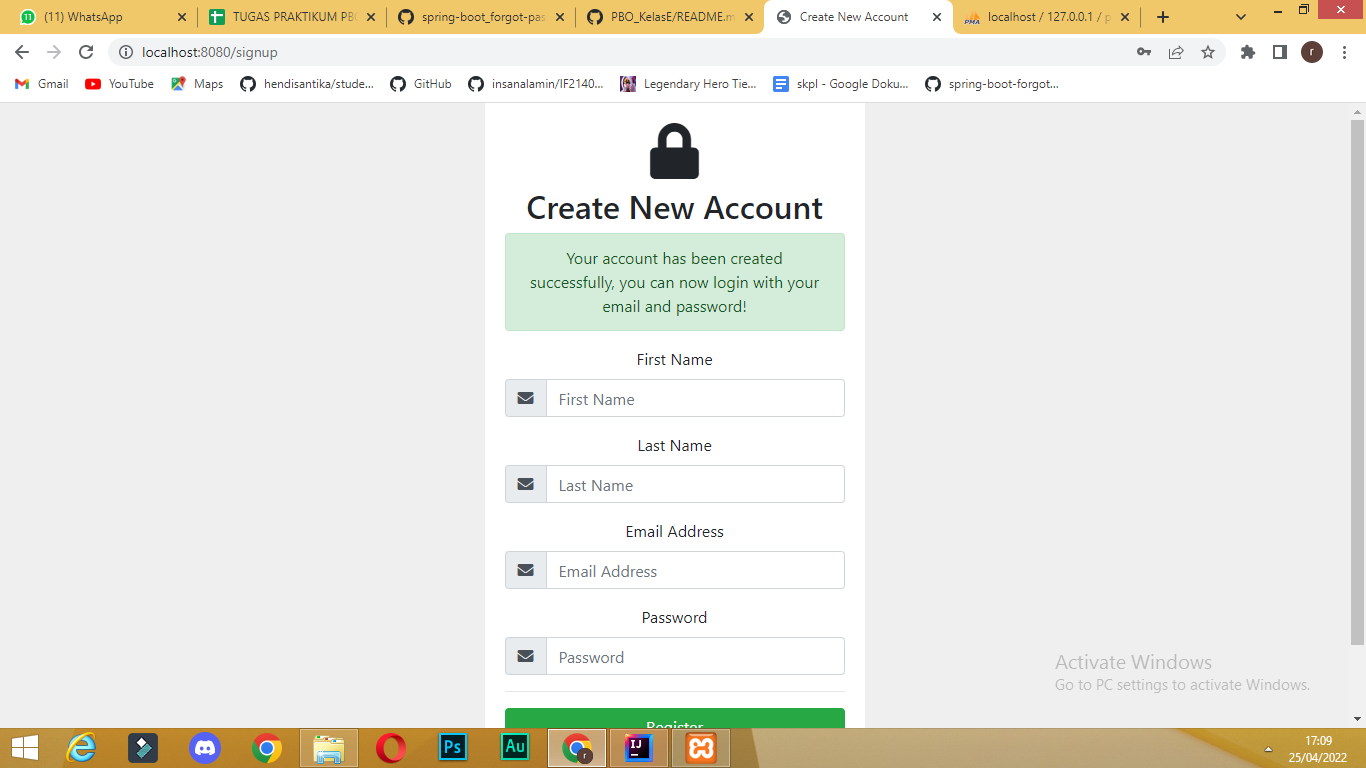 (11) WhatsApp
TUGAS PRAKTIKUM PBO
spring-boot_forgot-pas
PBO_KelasE/README.m
Create New Account
localhost / 127.0.0.1 / p
localhost:8080/signup
r
Gmail
YouTube
Maps
hendisantika/stude...
GitHub
insanalamin/IF2140...
Legendary Hero Tie...
skpl - Google Doku...
spring-boot-forgot...
Create New Account
Your account has been created
successfully, you can now login with your
email and password!
First Name
First Name
Last Name
Last Name
Email Address
Email Address
Password
Password
Register
Activate Windows
Go to PC settings to activate Windows.
Ps
Au
r
IJ
17:09
25/04/2022